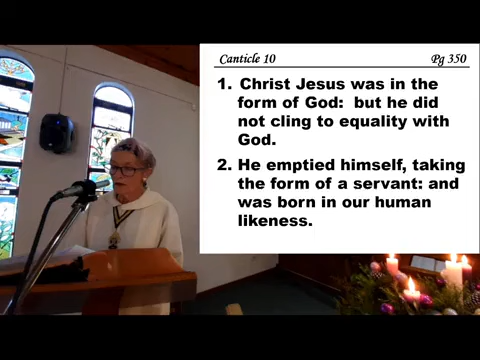 Canticle 10 Pg 350
1. Christ Jesus was in the
form of God: but he did
not cling to equality with
God.
2. He emptied himself, taking
the form of a servant: and
was born in our human
likeness.